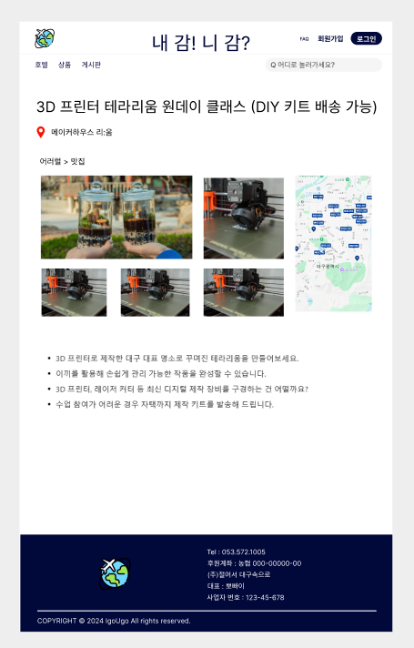 내 감! 니 감?
FAQ 회원가입 로그인
호텔 상품 게시판
어디로 놀러가세요?
3D 프린터 테라리움 원데이 클래스 (DIY 키트 배송 가능)
메이커하우스 리:움
어러럴 > 맛집
대구광역시
• 3D 프린터로 제작한 대구 대표 명소로 꾸며진 테라리움을 만들어보세요.
• 이끼를 활용해 손쉽게 관리 가능한 작품을 완성할 수 있습니다.
• 3D 프린터, 레이저 커터 등 최신 디지털 제작 장비를 구경하는 건 어떨까요?
• 수업 참여가 어려운 경우 자택까지 제작 키트를 발송해 드립니다.
Tel : 053.572.1005
후원계좌 : 농협 000-00000-00
(주)절어서 대구속으로
대표 : 뽀빠이
사업자 번호 : 123-45-678
COPYRIGHT © 2024 IgoUgo All rights reserved.